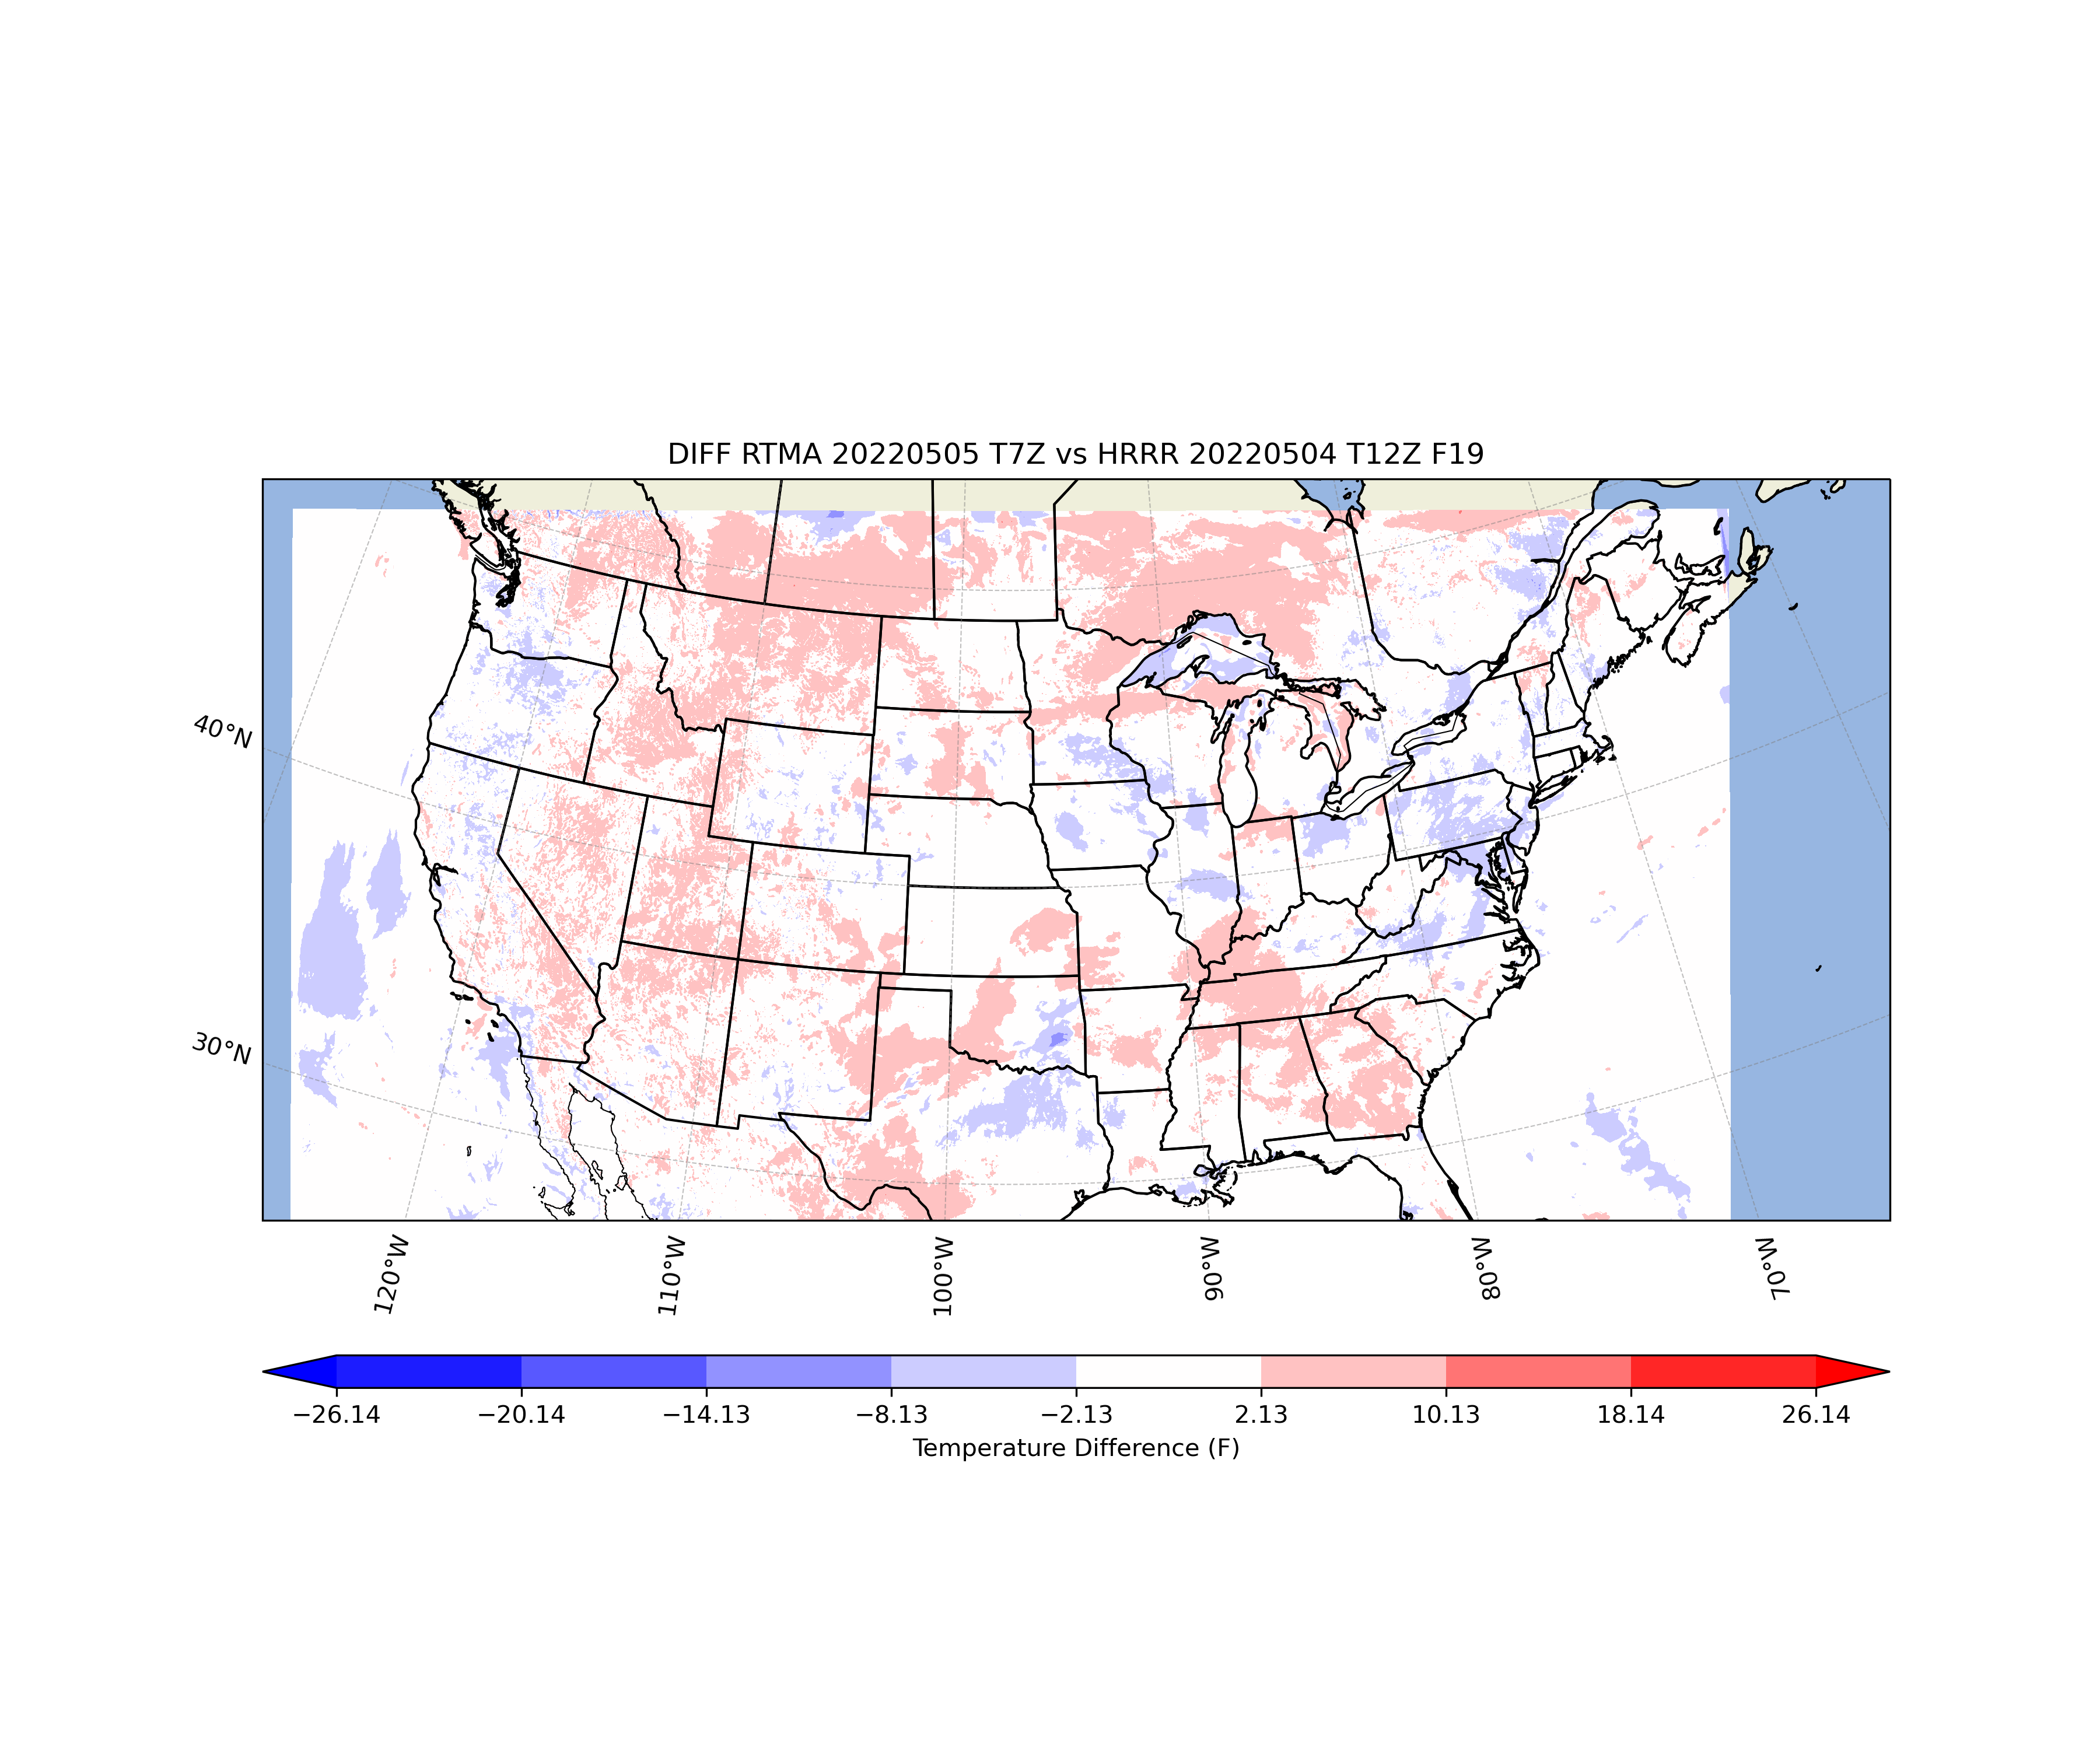 DIFF RTMA 20220505 T7Z vs HRRR 20220504 T12Z F19
40°N
30°N
120°W
110°W
100°W
90°W
80°W
70°W
−26.14
−20.14
−14.13
−8.13
−2.13
2.13
10.13
18.14
26.14
Temperature Difference (F)